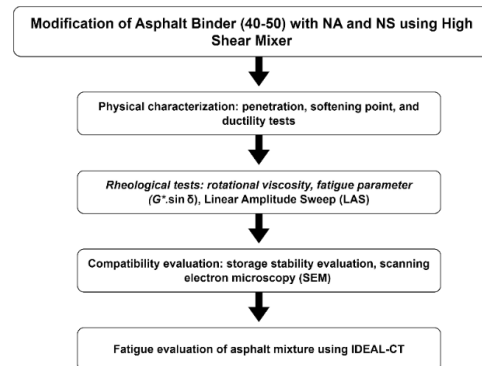 Modification of Asphalt Binder (40-50) with NA and NS using High
Shear Mixer
Physical characterization: penetration, softening point, and
ductility tests
Rheological tests: rotational viscosity, fatigue parameter
(G*.sin δ), Linear Amplitude Sweep (LAS)
Compatibility evaluation: storage stability evaluation, scanning
electron microscopy (SEM)
Fatigue evaluation of asphalt mixture using IDEAL-CT